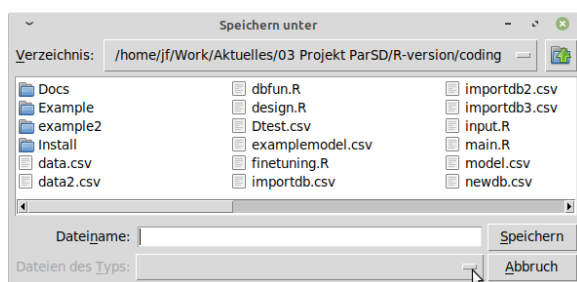 Speichern unter
Verzeichnis: /home/jf/Work/Aktuelles/03 Projekt ParSD/R-version/coding
Docs
Example
example2
Install
data.csv
data2.csv
dbfun.R
design.R
Dtest.csv
examplemodel.csv
finetuning.R
importdb.csv
importdb2.csv
importdb3.csv
input.R
main.R
model.csv
newdb.csv
Dateiname:
Speichern
Dateien des Typs:
Abbruch